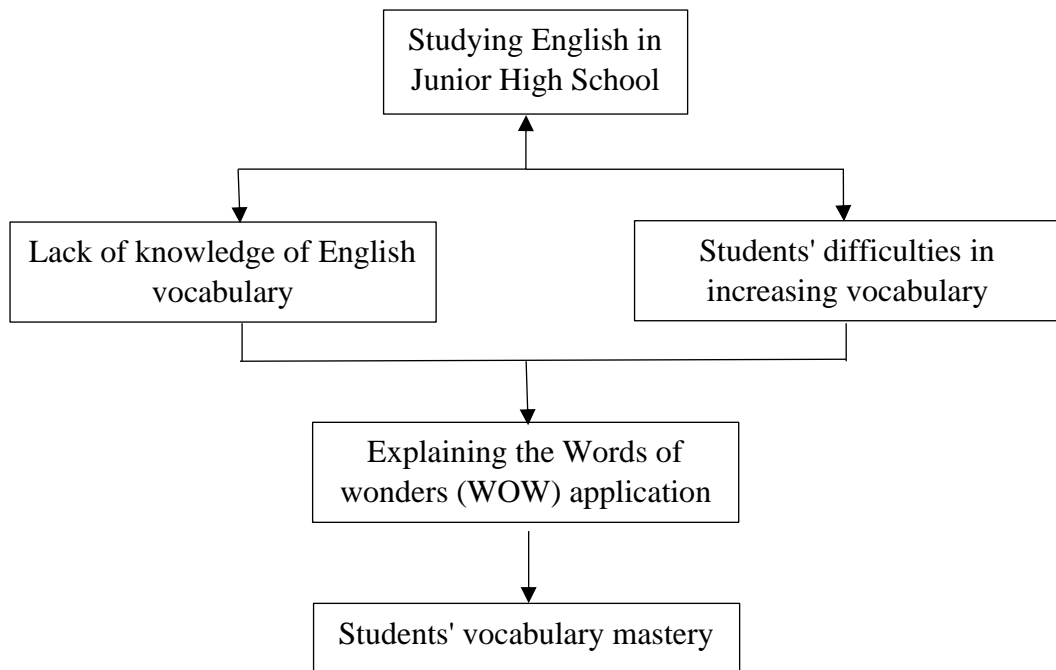 Studying English in
Junior High School
Lack of knowledge of English
vocabulary
Students' difficulties in
increasing vocabulary
Explaining the Words of
wonders (WOW) application
Students' vocabulary mastery